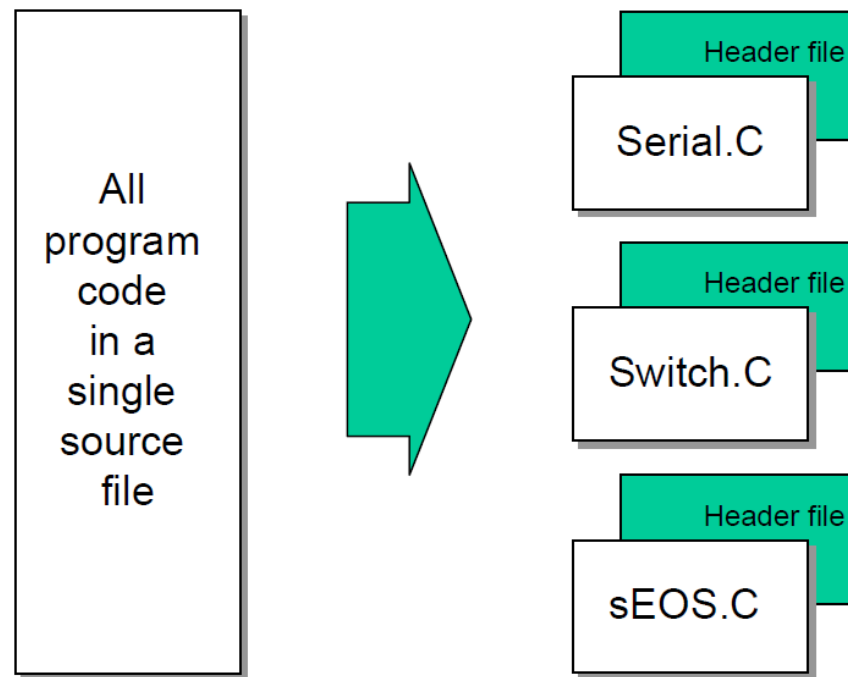 All
program
code
in a
single
source
file
Header file
Serial.C
Header file
Switch.C
Header file
sEOS.C